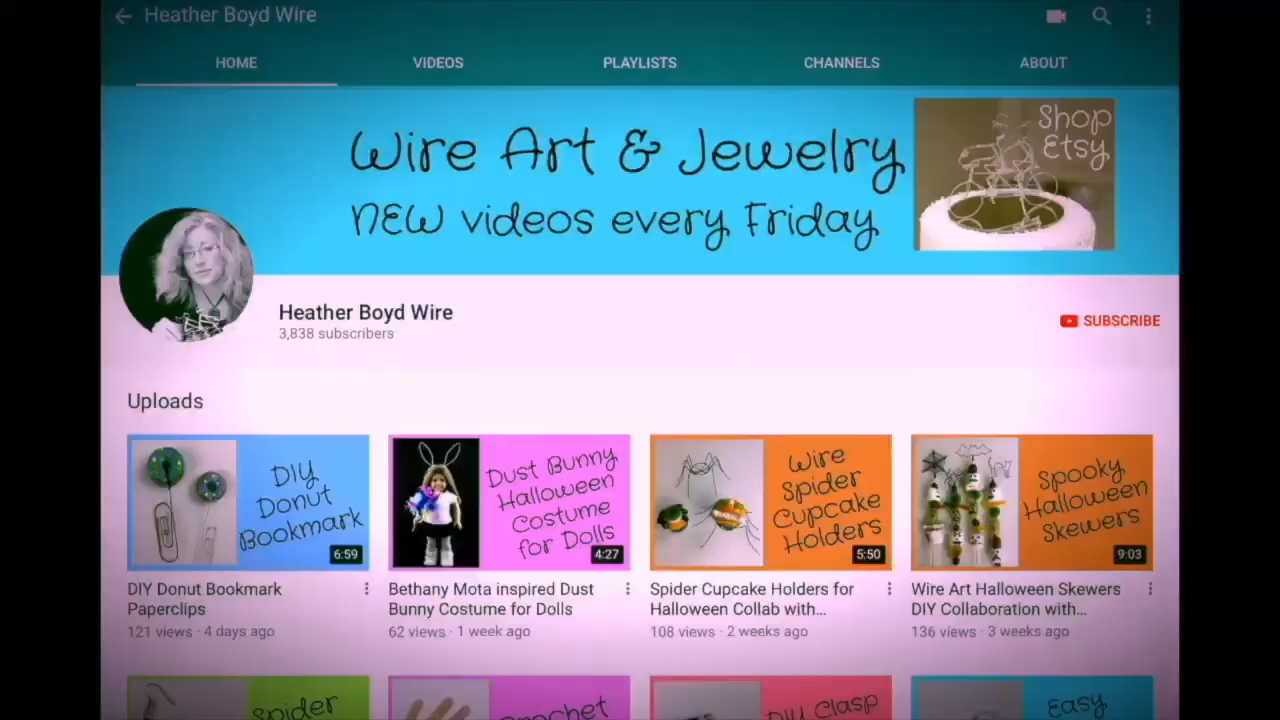 Heather Boyd Wire
HOME
VIDEOS
PLAYLISTS
CHANNELS
ABOUT
Wire Art & Jewelry
NEW videos every Friday
Shop
Etsy
Heather Boyd Wire
3,838 subscribers
SUBSCRIBE
Uploads
DIY
Donut
Bookmark
6:59
Dust Bunny
Halloween
Costume
for Dolls
4:27
Wire
Spider
Cupcake
Holders
5:50
Spooky
Halloween
Skewers
9:03
DIY Donut Bookmark
Paperclips
121 views · 4 days ago
Bethany Mota inspired Dust
Bunny Costume for Dolls
62 views · 1 week ago
Spider Cupcake Holders for
Halloween Collab with...
108 views · 2 weeks ago
Wire Art Halloween Skewers
DIY Collaboration with...
136 views · 3 weeks ago
Spider
Crochet
DIY Clasp
Easy